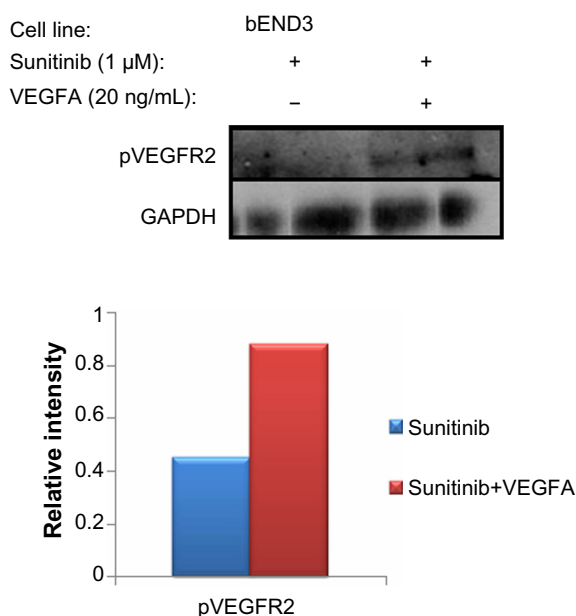 Cell line: bEND3
Sunitinib (1 µM): + +
VEGFA (20 ng/mL): – +
pVEGFR2
GAPDH
1
0.8
0.6
0.4
0.2
0
Relative intensity
pVEGFR2
Sunitinib
Sunitinib+VEGFA